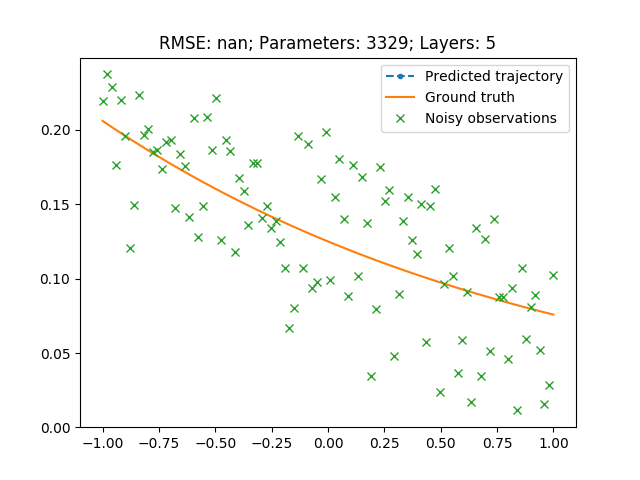 RMSE: nan; Parameters: 3329; Layers: 5
Predicted trajectory
Ground truth
Noisy observations
0.20
0.15
0.10
0.05
0.00
−1.00 −0.75 −0.50 −0.25 0.00 0.25 0.50 0.75 1.00